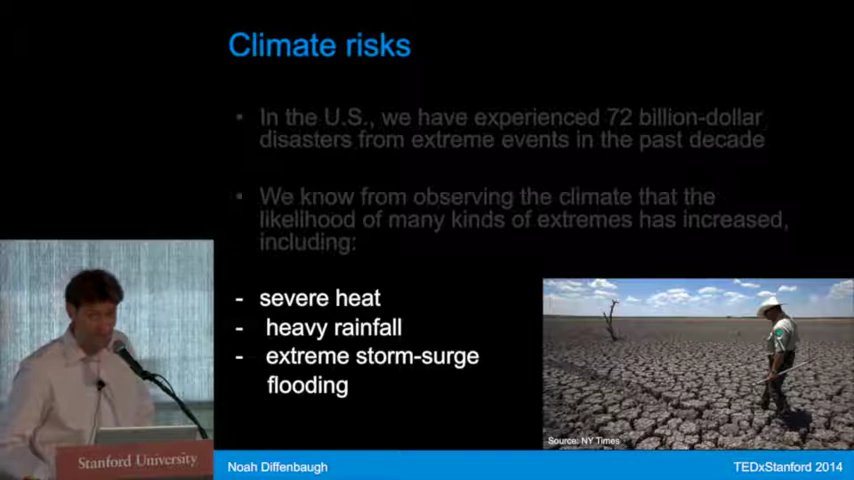 Climate risks
• In the U.S., we have experienced 72 billion-dollar
disasters from extreme events in the past decade
• We know from observing the climate that the
likelihood of many kinds of extremes has increased,
including:
- severe heat
- heavy rainfall
- extreme storm-surge
flooding
Source: NY Times
Stanford University
Noah Diffenbaugh
TEDxStanford 2014